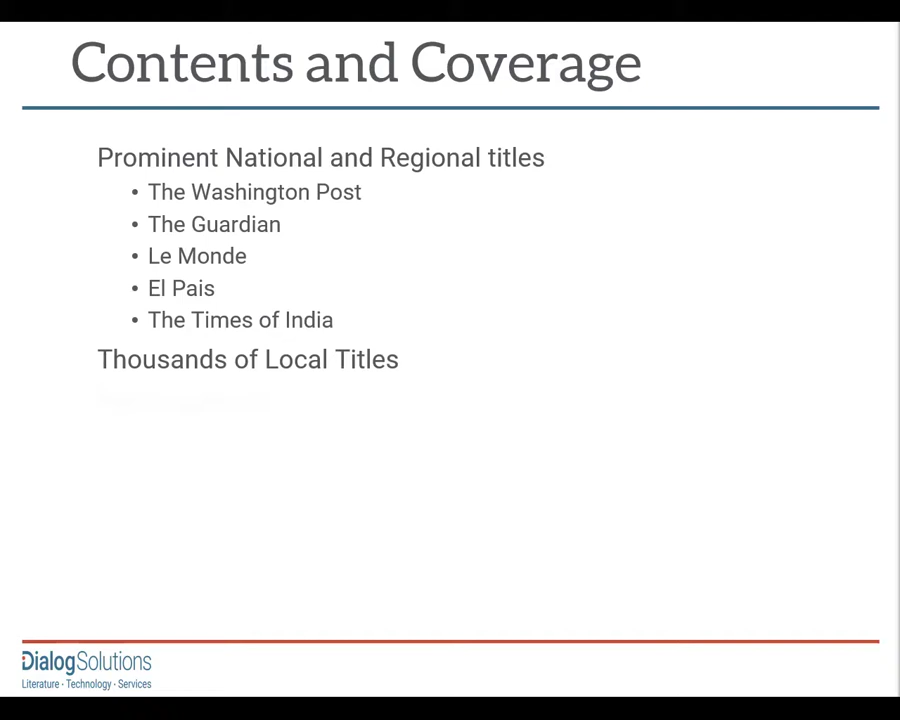 Contents and Coverage
Prominent National and Regional titles
• The Washington Post
• The Guardian
• Le Monde
• El Pais
• The Times of India
Thousands of Local Titles
DialogSolutions
Literature · Technology · Services